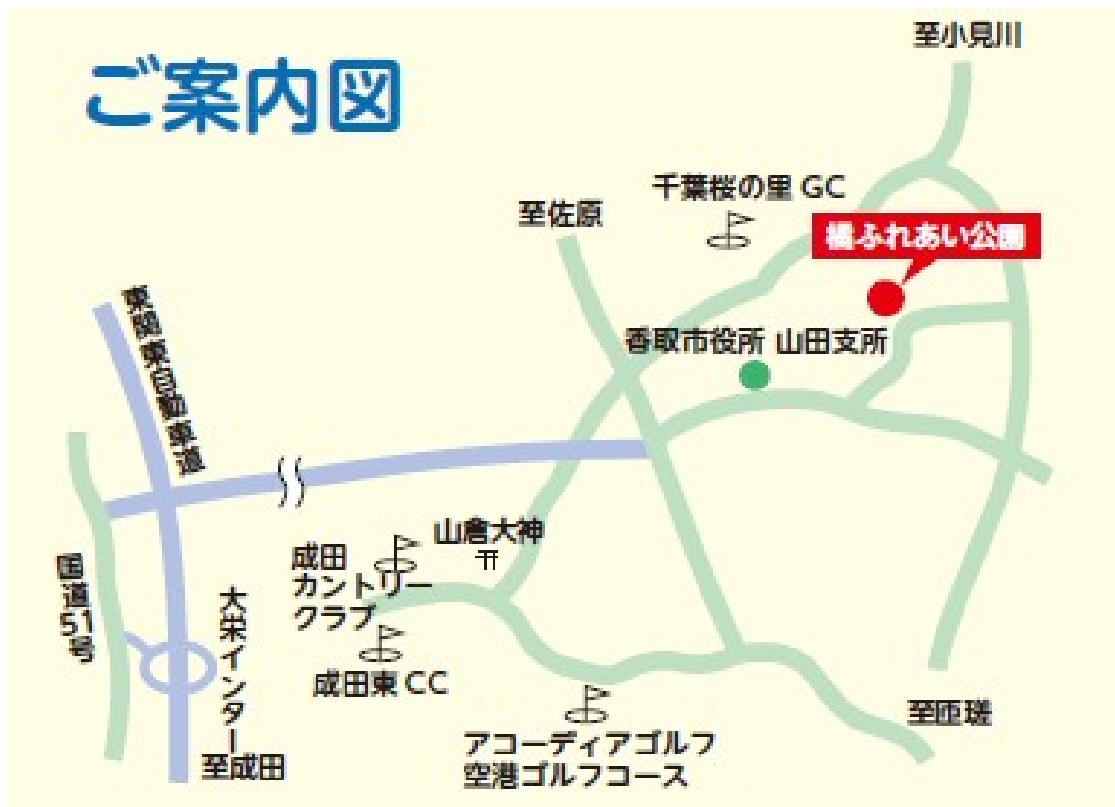 ご案内図
至小見川
千葉桜の里 GC
至佐原
橘ふれあい公園
香取市役所 山田支所
東関東自動車道
山倉大神
成田
カントリー
クラブ
国道51号
大栄インター
成田東 CC
至匝瑳
アコーディアゴルフ
空港ゴルフコース
至成田